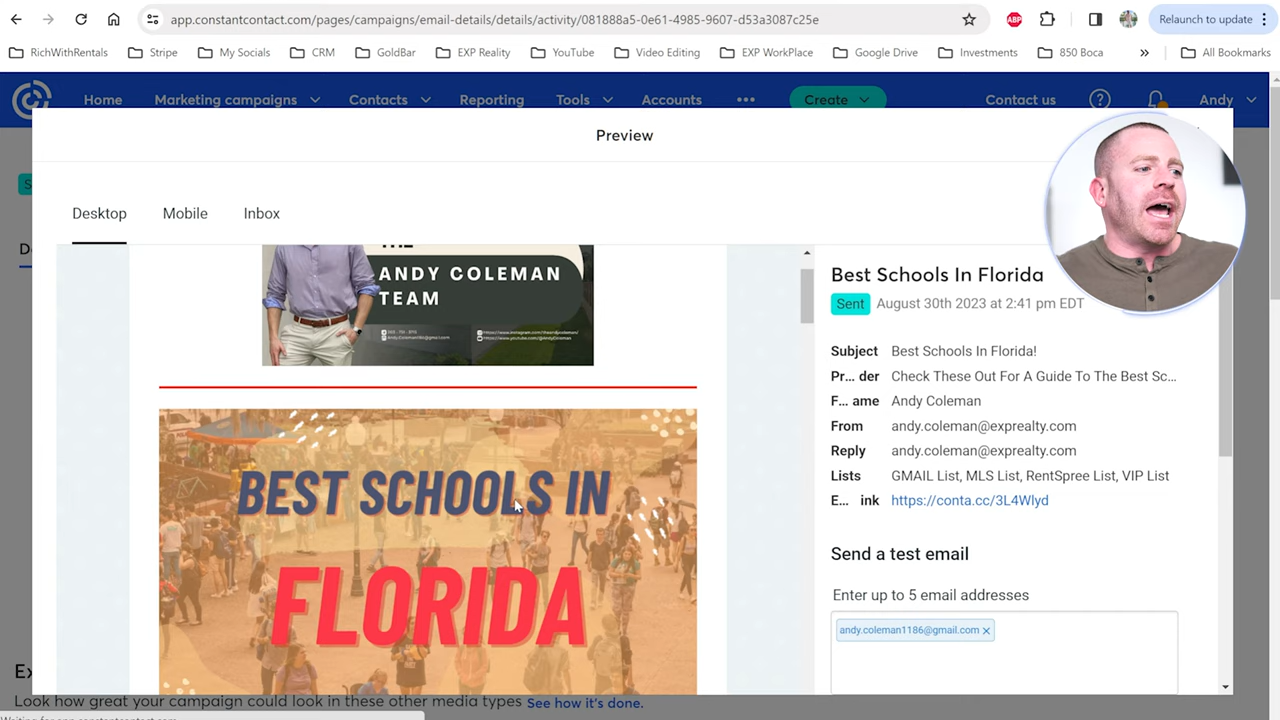 app.constantcontact.com/pages/campaigns/email-details/details/activity/081888a5-0e61-4985-9607-d53a3087c25e
ABP
Relaunch to update
RichWithRentals
Stripe
My Socials
CRM
GoldBar
EXP Reality
YouTube
Video Editing
EXP WorkPlace
Google Drive
Investments
850 Boca
»
All Bookmarks
Home
Marketing campaigns
Contacts
Reporting
Tools
Accounts
Create
Contact us
Andy
Preview
Desktop
Mobile
Inbox
ANDY COLEMAN
TEAM
BEST SCHOOLS IN
FLORIDA
Best Schools In Florida
Sent August 30th 2023 at 2:41 pm EDT
Subject Best Schools In Florida!
Pr... der Check These Out For A Guide To The Best Sc...
F... ame Andy Coleman
From andy.coleman@exprealty.com
Reply andy.coleman@exprealty.com
Lists GMAIL List, MLS List, RentSpree List, VIP List
E... ink https://conta.cc/3L4Wlyd
Send a test email
Enter up to 5 email addresses
andy.coleman1186@gmail.com
Look how great your campaign could look in these other media types See how it's done.